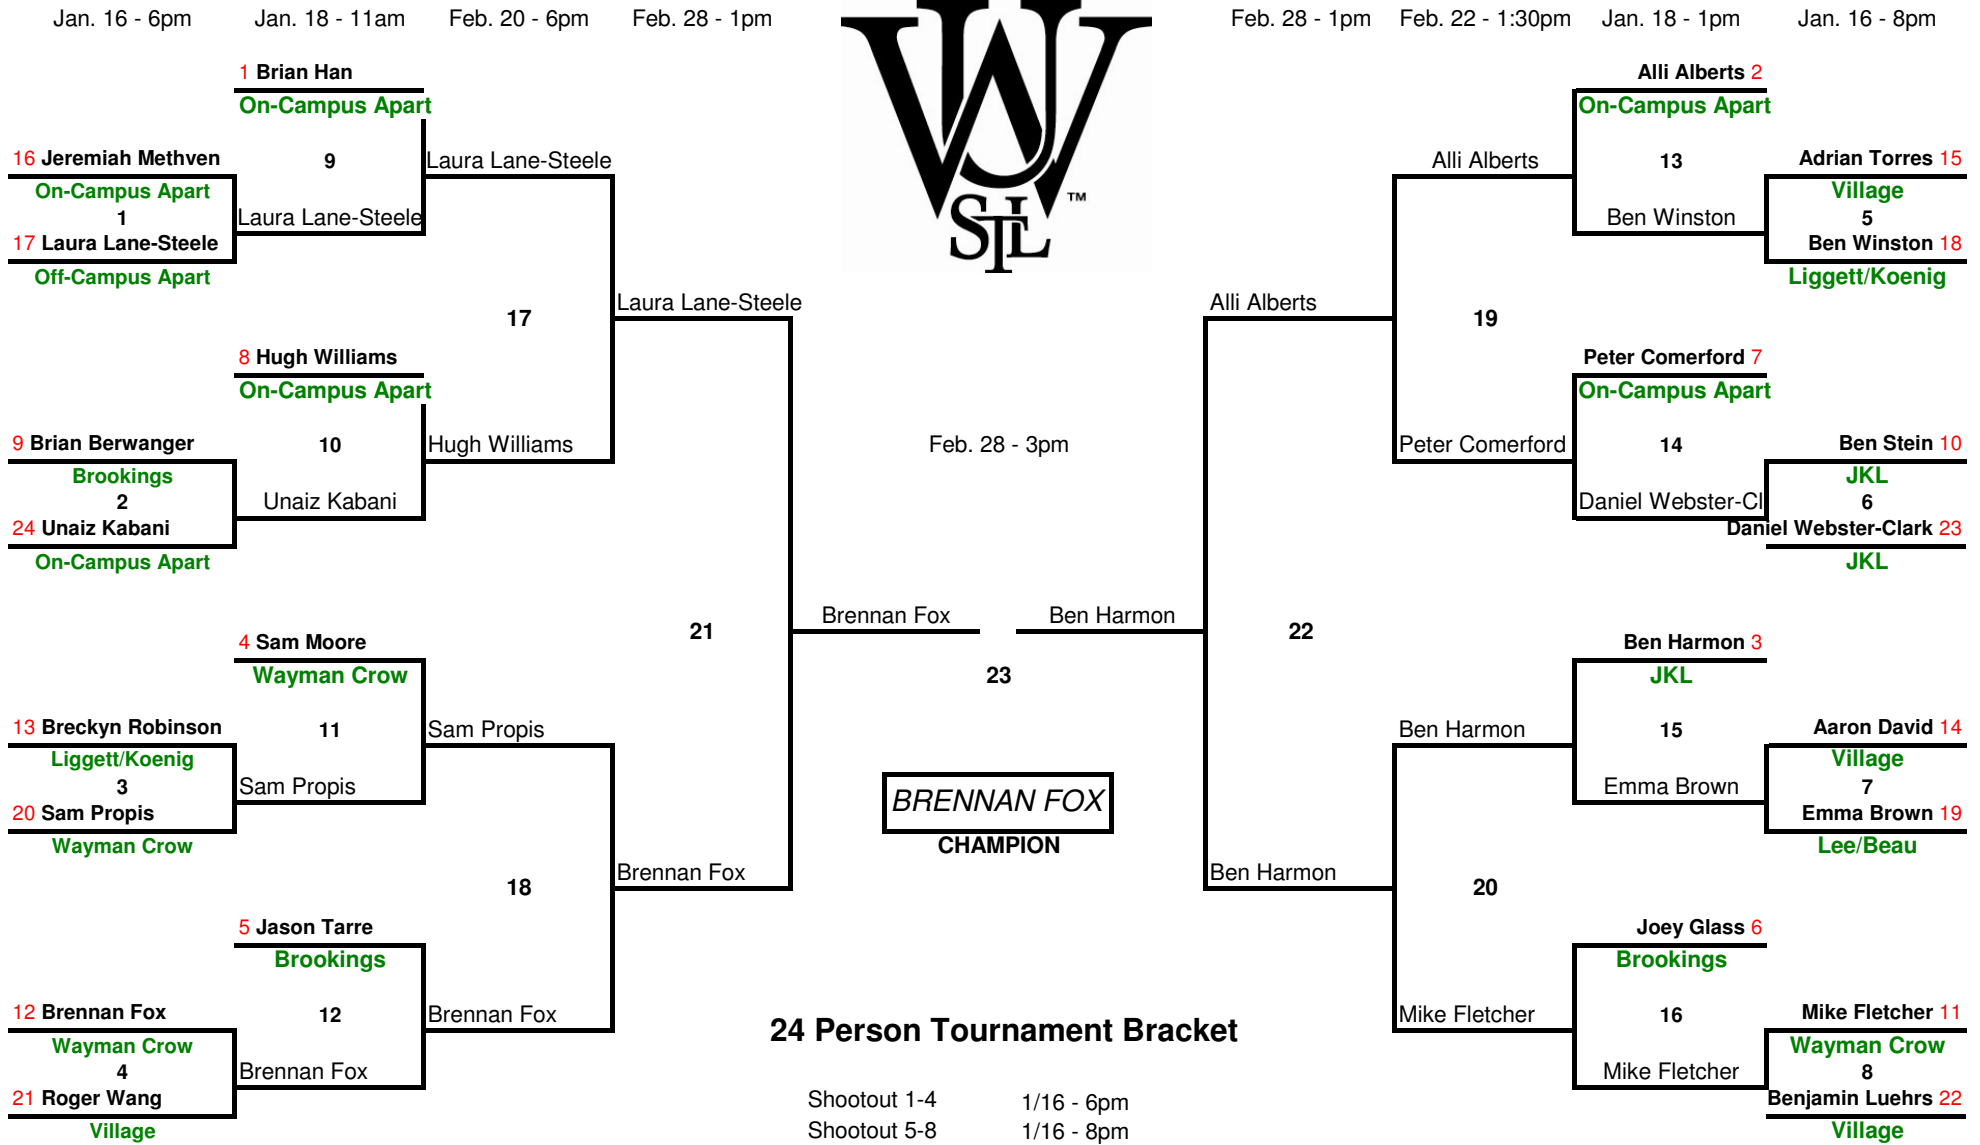 Jan. 16 - 6pm Jan. 18 - 11am Feb. 20 - 6pm Feb. 28 - 1pm Feb. 28 - 1pm Feb. 22 - 1:30pm Jan. 18 - 1pm Jan. 16 - 8pm
1 Brian Han
On-Campus Apart
16 Jeremiah Methven
On-Campus Apart
1
17 Laura Lane-Steele
Off-Campus Apart
9
Laura Lane-Steele
Laura Lane-Steele
17
8 Hugh Williams
On-Campus Apart
9 Brian Berwanger
Brookings
2
24 Unaiz Kabani
On-Campus Apart
10
Unaiz Kabani
Hugh Williams
Laura Lane-Steele
21
4 Sam Moore
Wayman Crow
13 Breckyn Robinson
Liggett/Koenig
3
20 Sam Propis
Wayman Crow
11
Sam Propis
Sam Propis
18
5 Jason Tarre
Brookings
12 Brennan Fox
Wayman Crow
4
21 Roger Wang
Village
12
Brennan Fox
Brennan Fox
Brennan Fox
WU
STL
TM
Feb. 28 - 3pm
Brennan Fox
Ben Harmon
23
BRENNAN FOX
CHAMPION
24 Person Tournament Bracket
Shootout 1-4 1/16 - 6pm
Shootout 5-8 1/16 - 8pm
Alli Alberts 2
On-Campus Apart
Adrian Torres 15
Village
5
Ben Winston 18
Liggett/Koenig
13
Ben Winston
Alli Alberts
19
Alli Alberts
Peter Comerford 7
On-Campus Apart
Ben Stein 10
JKL
6
Daniel Webster-Clark 23
JKL
14
Daniel Webster-Cl
Peter Comerford
22
Ben Harmon 3
JKL
Aaron David 14
Village
7
Emma Brown 19
Lee/Beau
15
Emma Brown
Ben Harmon
20
Ben Harmon
Joey Glass 6
Brookings
Mike Fletcher 11
Wayman Crow
8
Benjamin Luehrs 22
Village
16
Mike Fletcher
Mike Fletcher